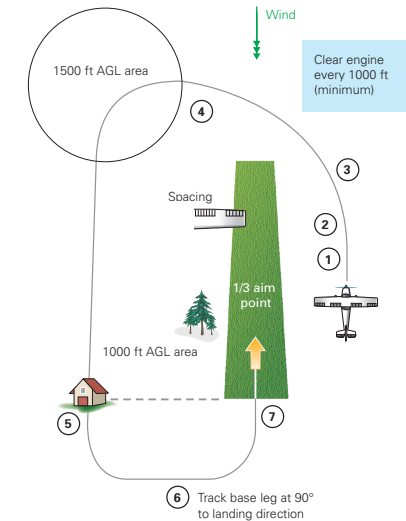 Wind
1500 ft AGL area
Clear engine
every 1000 ft
(minimum)
4
3
Spacing
2
1
1/3 aim
point
1000 ft AGL area
5
7
6 Track base leg at 90°
to landing direction